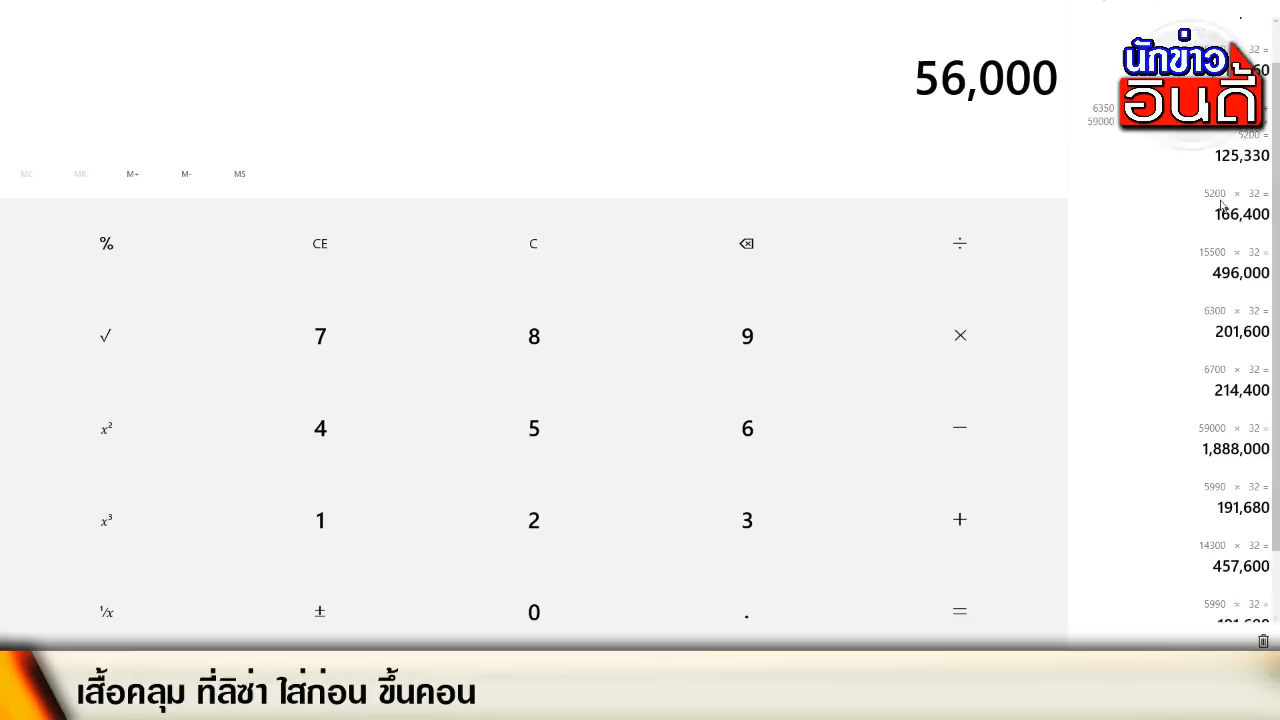 56,000
MC MR M+ M- MS
% CE C ÷
√ 7 8 9 ×
x² 4 5 6 −
x³ 1 2 3 +
¹/x ± 0 . =
นักข่าว
อินดี้
32 =
60
6350
59000
5200 =
125,330
5200 × 32 =
166,400
15500 × 32 =
496,000
6300 × 32 =
201,600
6700 × 32 =
214,400
59000 × 32 =
1,888,000
5990 × 32 =
191,680
14300 × 32 =
457,600
5990 × 32 =
เสื้อคลุม ที่ลิซ่า ใส่ก่อน ขึ้นคอน